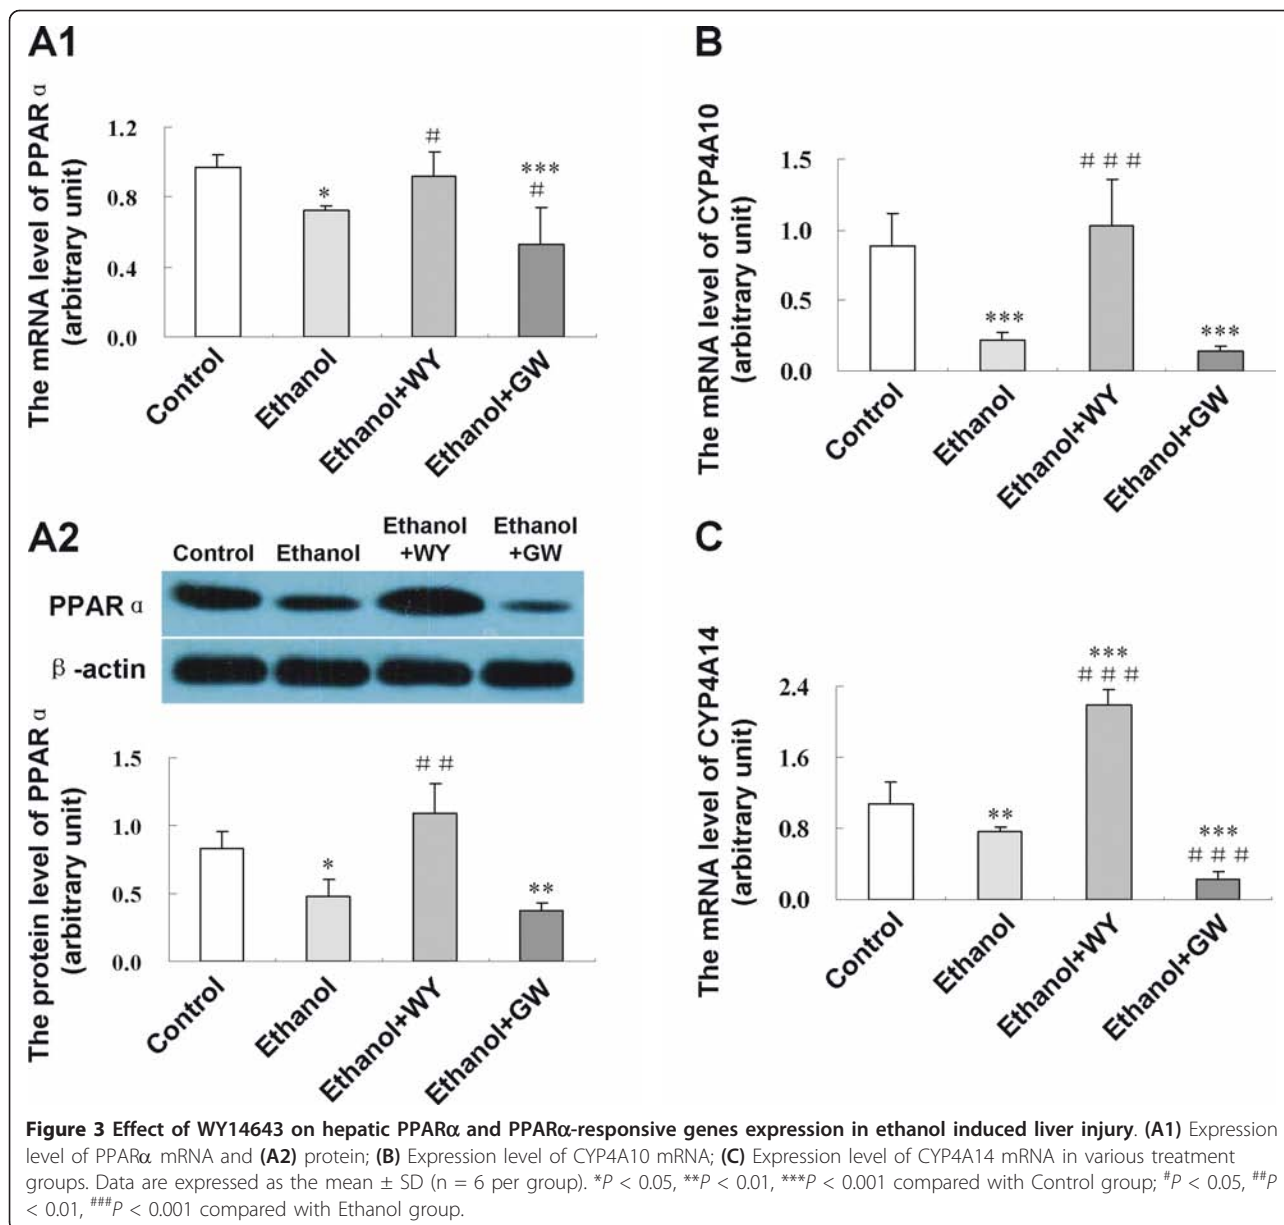 A1
The mRNA level of PPAR α
(arbitrary unit)
1.2
0.8
0.4
0.0
*
#
***
#
Control
Ethanol
Ethanol+WY
Ethanol+GW
B
The mRNA level of CYP4A10
(arbitrary unit)
1.5
1.0
0.5
0.0
***
# # #
***
Control
Ethanol
Ethanol+WY
Ethanol+GW
A2
Control
Ethanol
Ethanol
+WY
Ethanol
+GW
PPAR α
β -actin
The protein level of PPAR α
(arbitrary unit)
1.5
1.0
0.5
0.0
*
# #
**
Control
Ethanol
Ethanol+WY
Ethanol+GW
C
The mRNA level of CYP4A14
(arbitrary unit)
2.4
1.6
0.8
0.0
**
***
# # #
***
# # #
Control
Ethanol
Ethanol+WY
Ethanol+GW
Figure 3 Effect of WY14643 on hepatic PPARα and PPARα-responsive genes expression in ethanol induced liver injury. (A1) Expression
level of PPARα mRNA and (A2) protein; (B) Expression level of CYP4A10 mRNA; (C) Expression level of CYP4A14 mRNA in various treatment
groups. Data are expressed as the mean ± SD (n = 6 per group). *P < 0.05, **P < 0.01, ***P < 0.001 compared with Control group; #P < 0.05, ##P
< 0.01, ###P < 0.001 compared with Ethanol group.